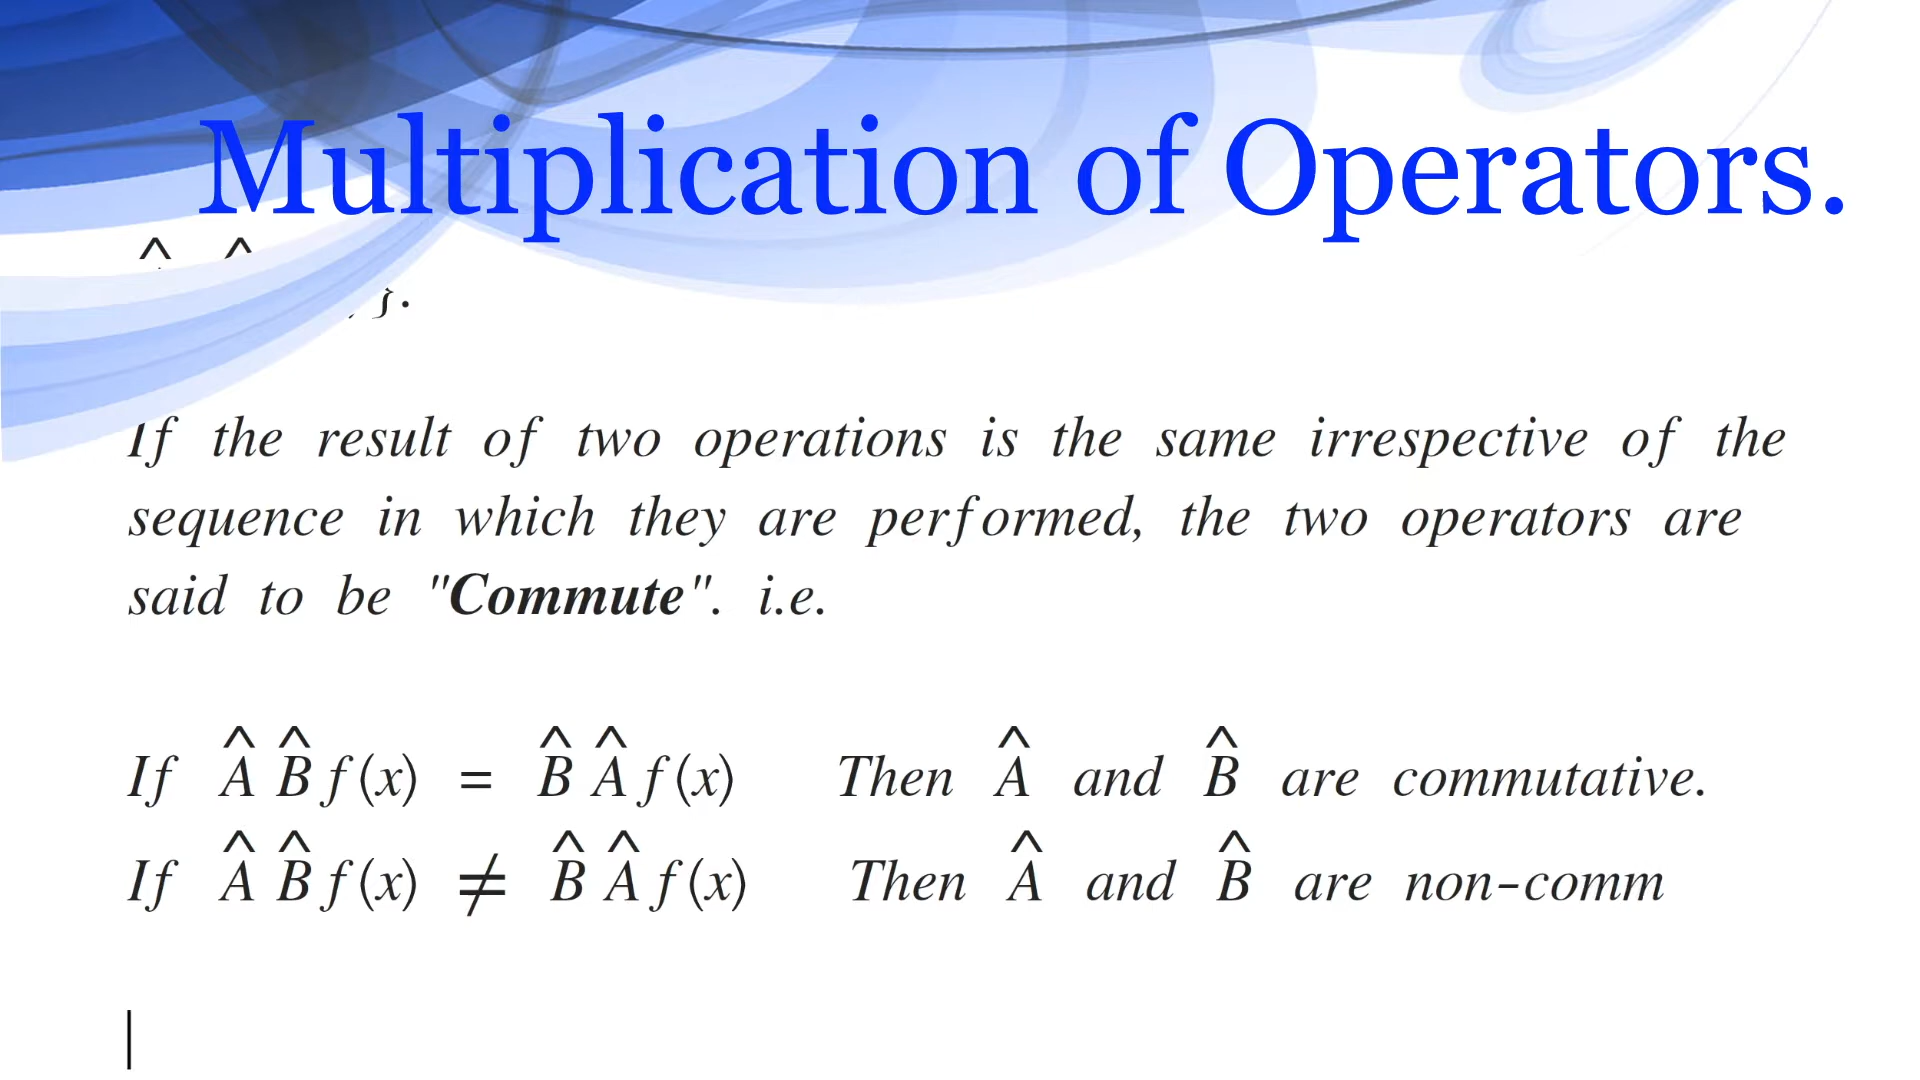 Multiplication of Operators.
If the result of two operations is the same irrespective of the
sequence in which they are performed, the two operators are
said to be "Commute". i.e.
If Â B̂ f(x) = B̂ Â f(x) Then Â and B̂ are commutative.
If Â B̂ f(x) ≠ B̂ Â f(x) Then Â and B̂ are non-comm